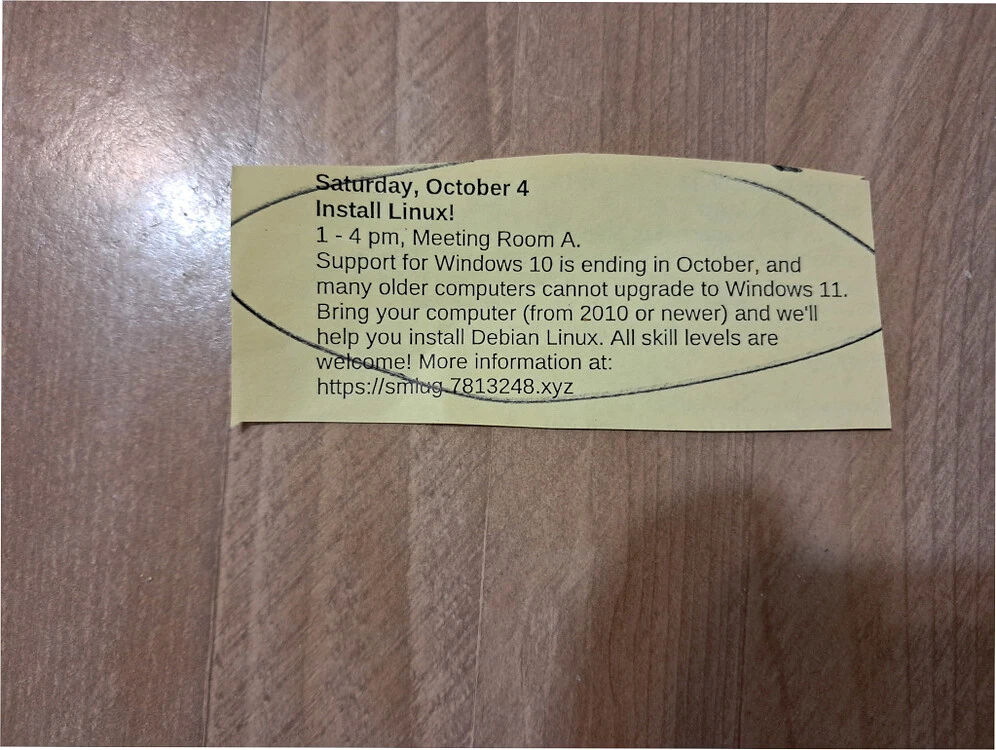 Saturday, October 4
Install Linux!
1 - 4 pm, Meeting Room A.
Support for Windows 10 is ending in October, and
many older computers cannot upgrade to Windows 11.
Bring your computer (from 2010 or newer) and we'll
help you install Debian Linux. All skill levels are
welcome! More information at:
https://smlug.7813248.xyz